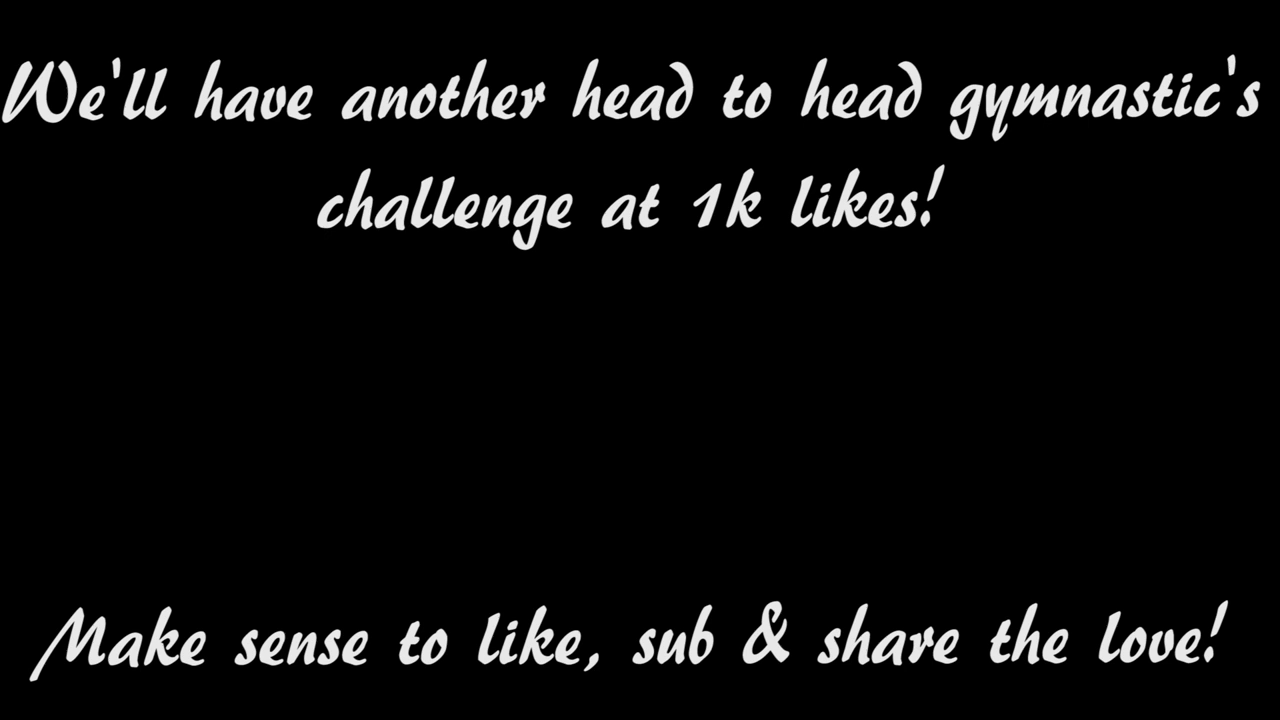 We'll have another head to head gymnastic's
challenge at 1k likes!
Make sense to like, sub & share the love!